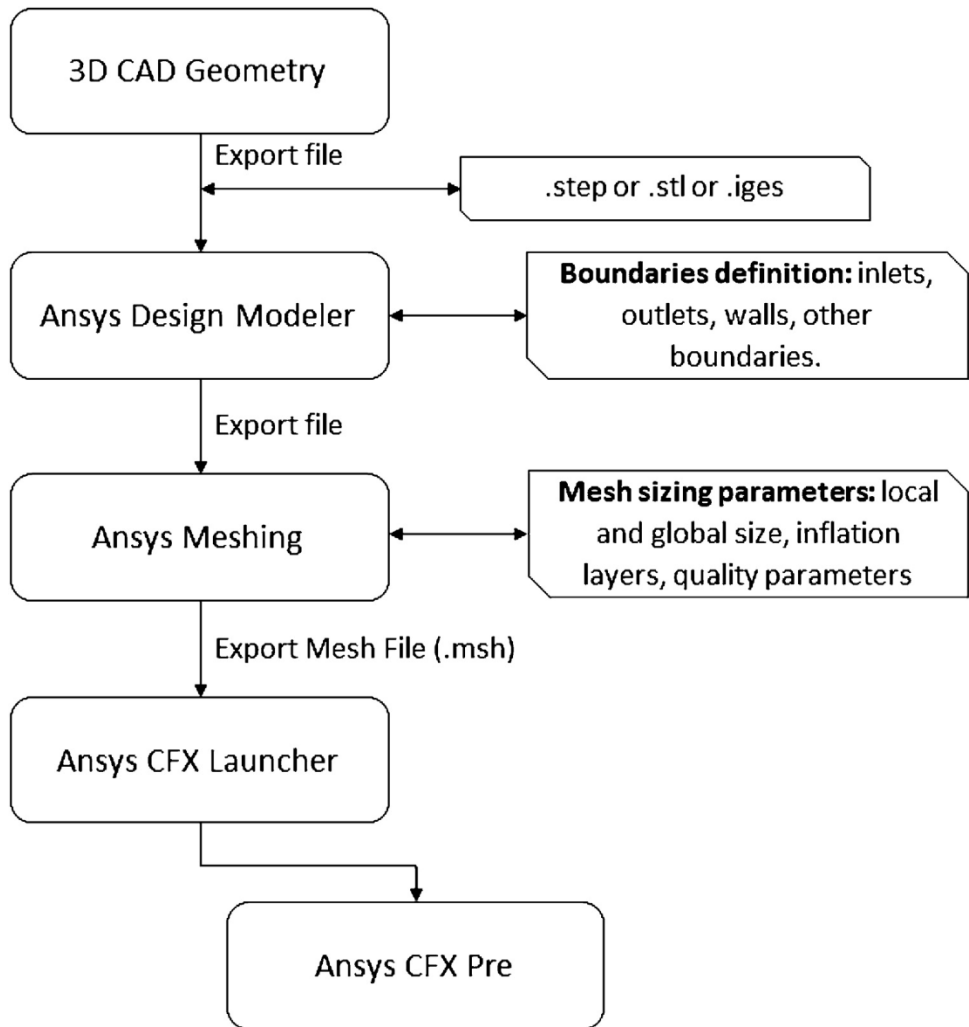 3D CAD Geometry
Export file
.step or .stl or .iges
Ansys Design Modeler
Boundaries definition: inlets,
outlets, walls, other
boundaries.
Export file
Ansys Meshing
Mesh sizing parameters: local
and global size, inflation
layers, quality parameters
Export Mesh File (.msh)
Ansys CFX Launcher
Ansys CFX Pre